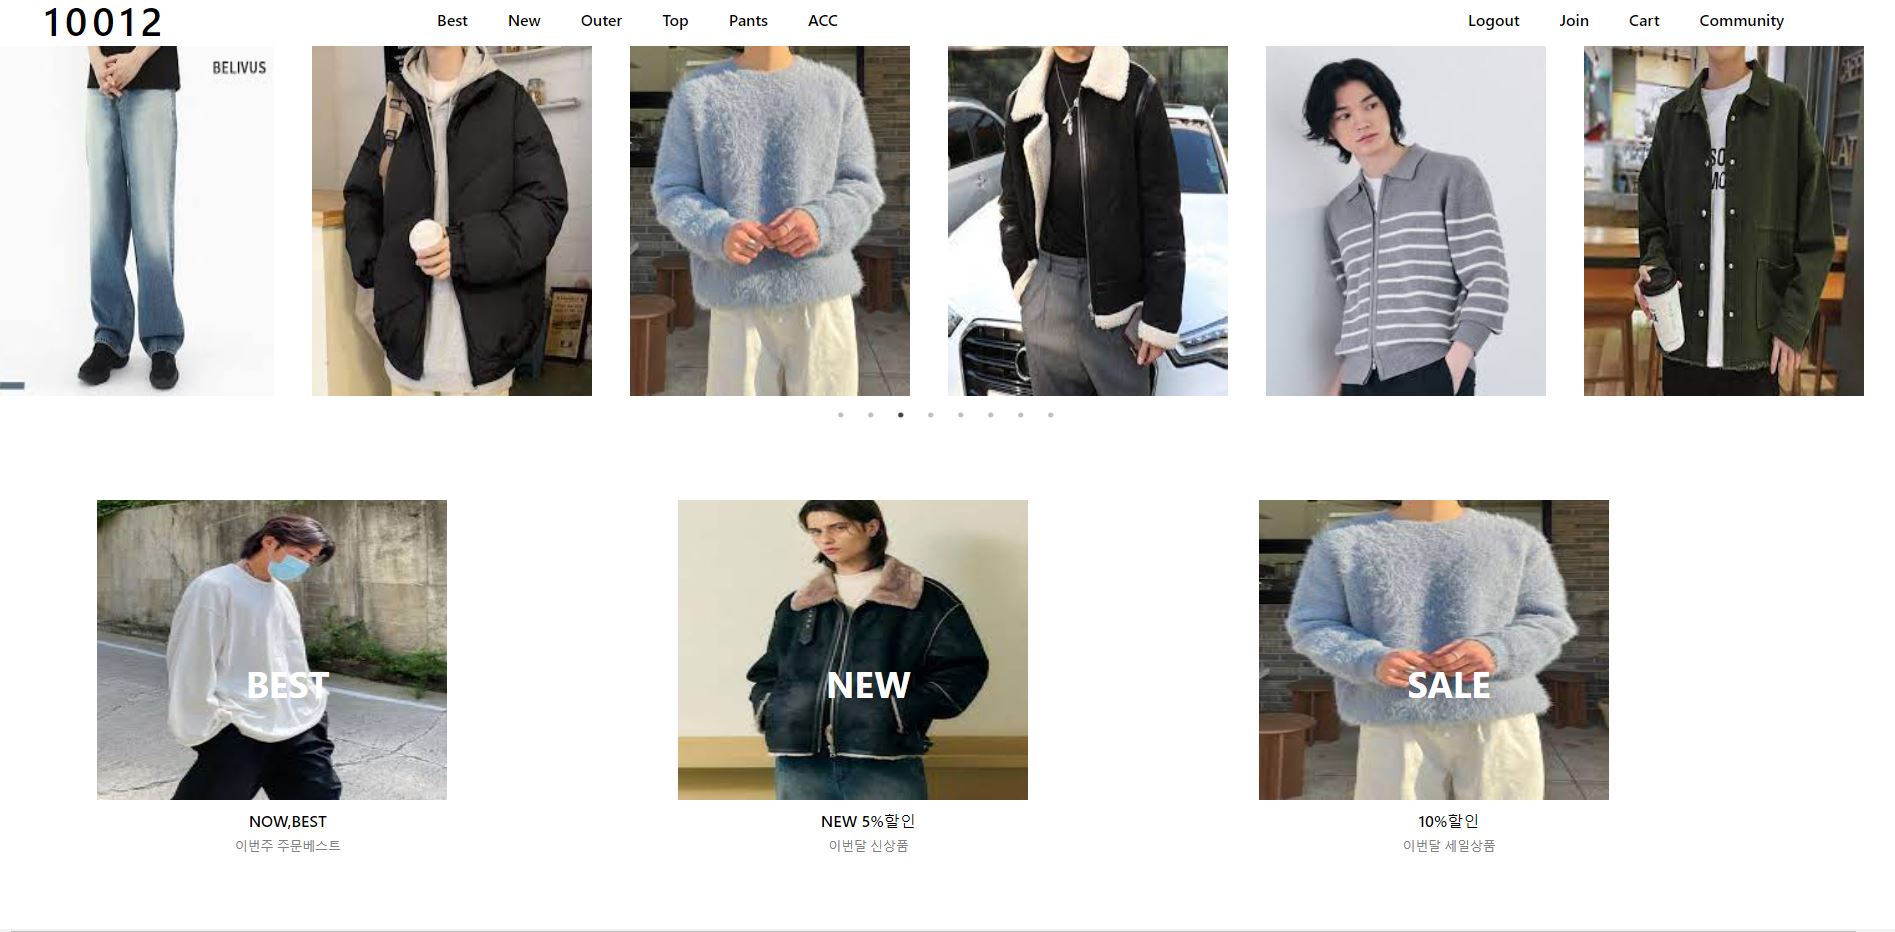 10012
Best New Outer Top Pants ACC
Logout Join Cart Community
BELIVUS
BEST
NEW
SALE
NOW,BEST
이번주 주문베스트
NEW 5%할인
이번달 신상품
10%할인
이번달 세일상품